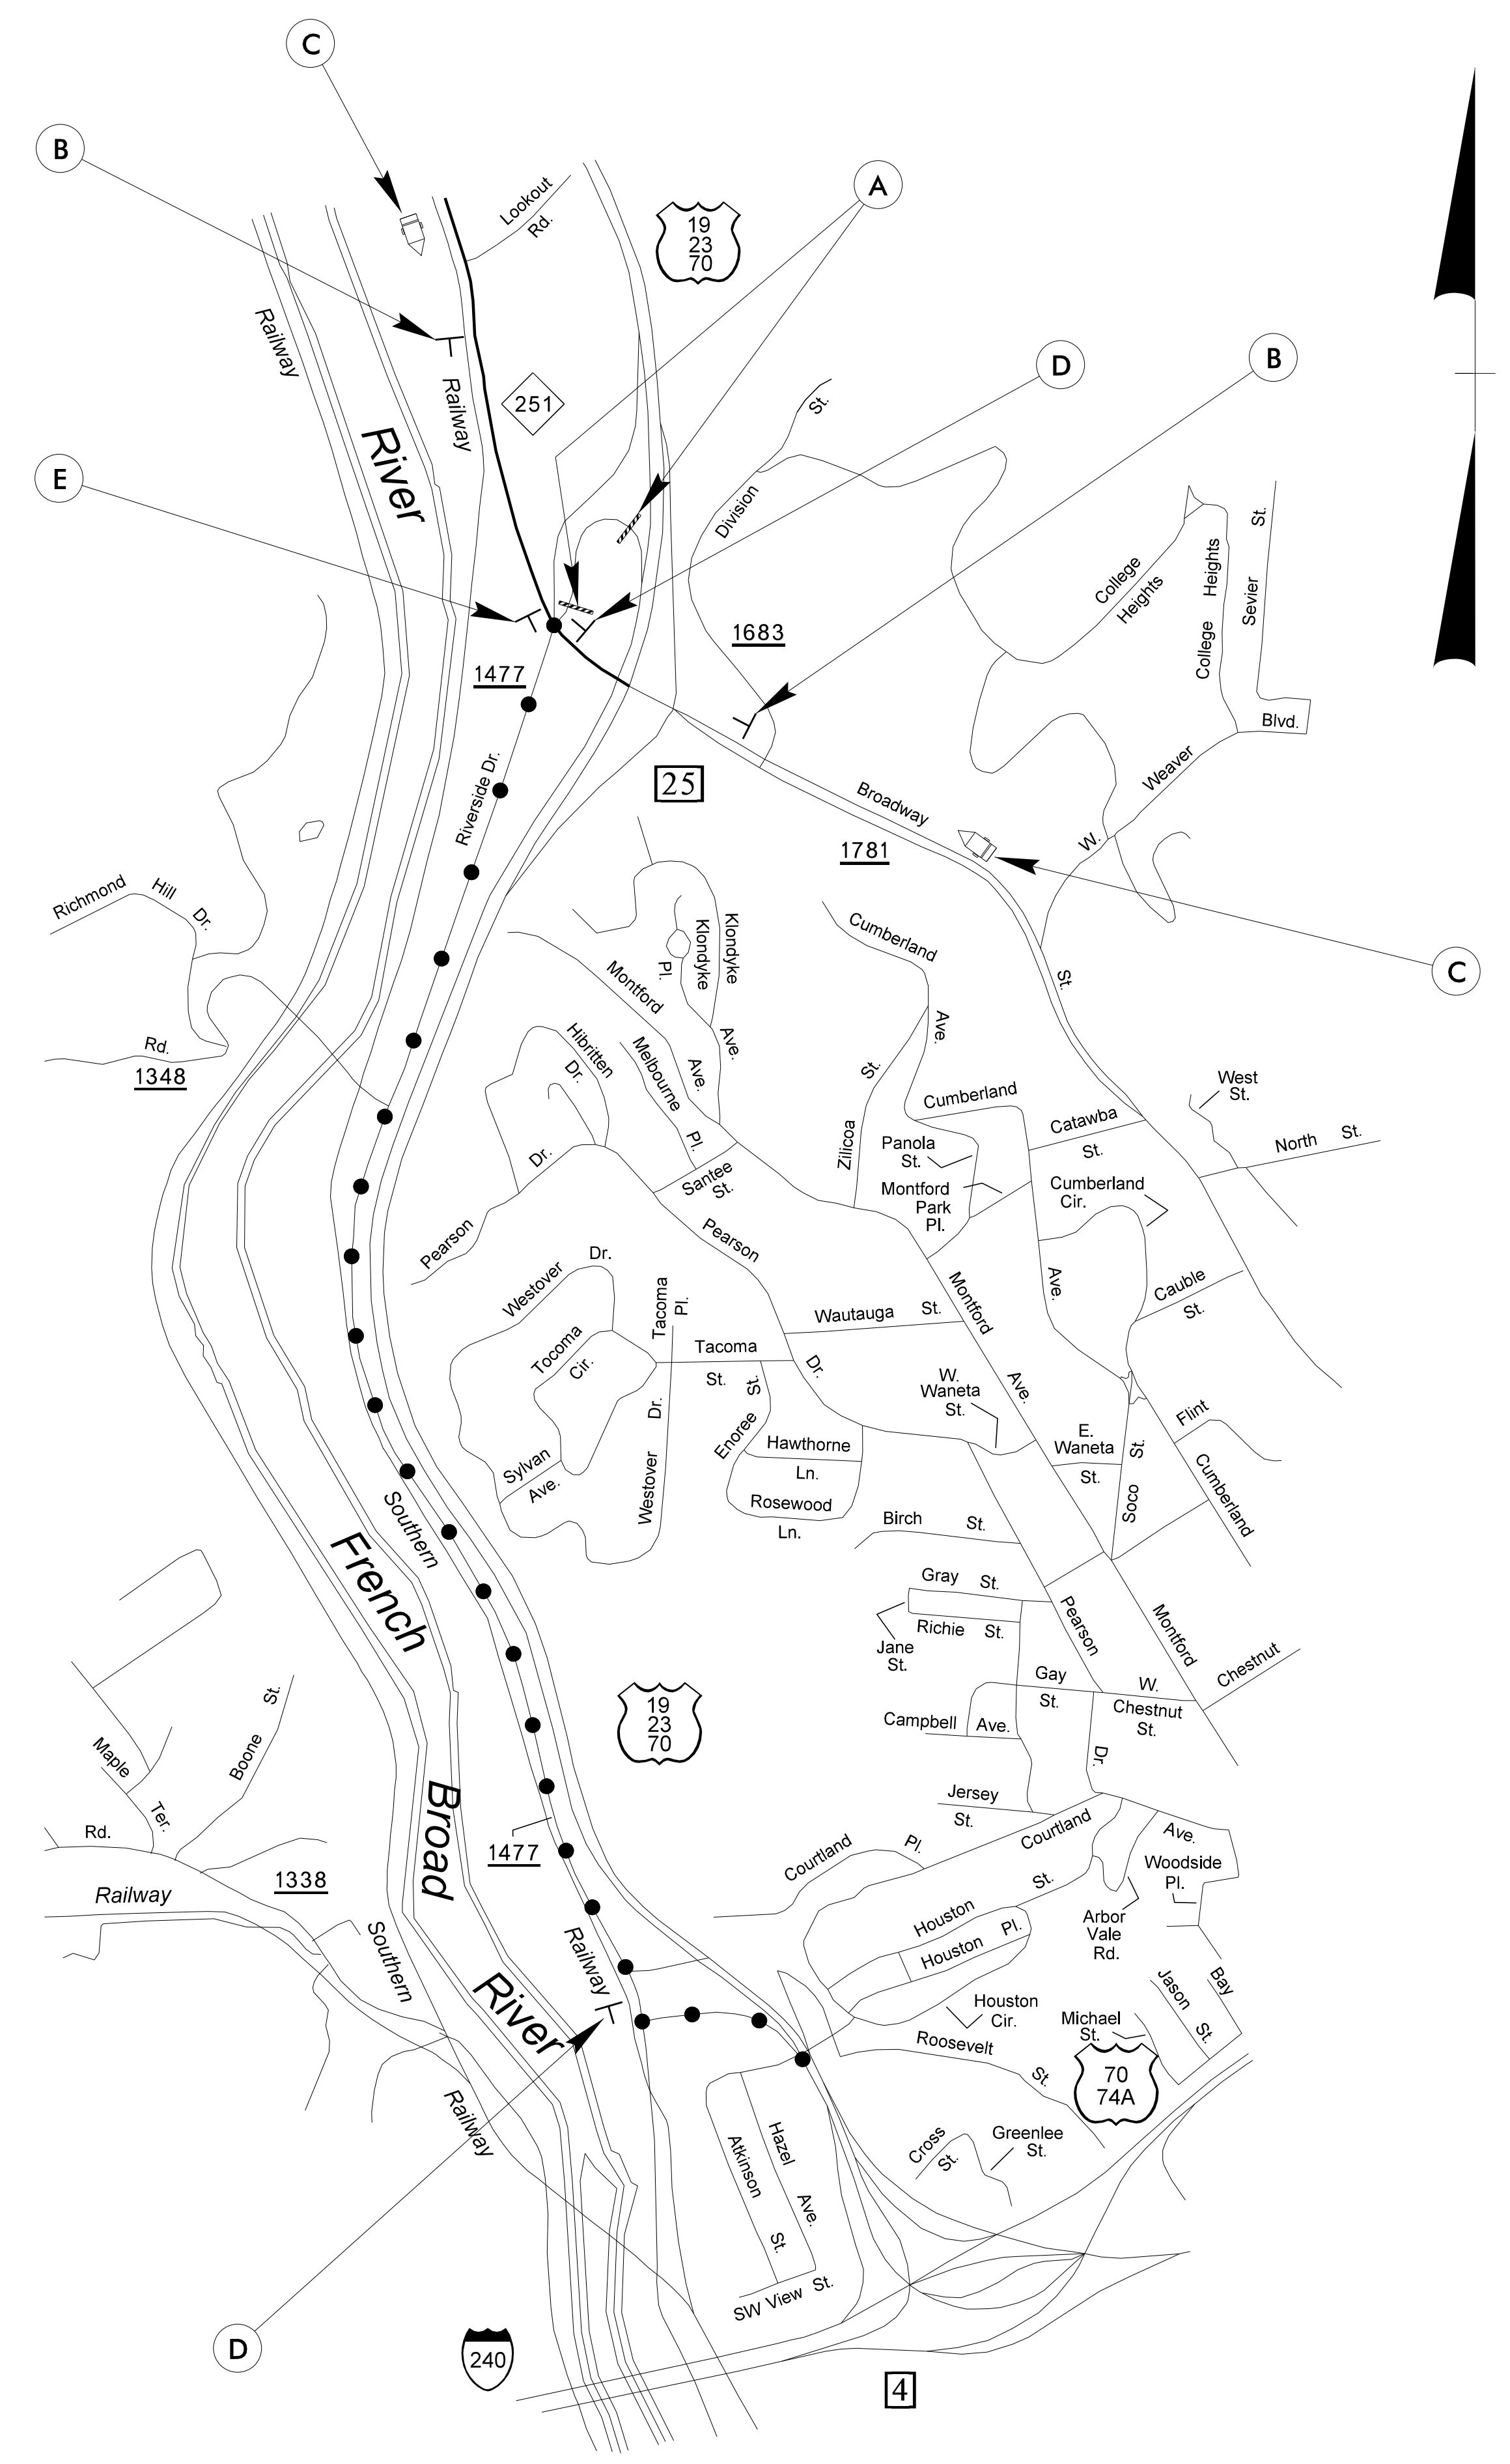 C
B
A
Lookout
Rd.
19
23
70
Railway
D
B
251
Railway
St.
River
E
Division
College
Heights
College Heights
Sevier St.
1683
1477
Blvd.
Riverside Dr.
25
Weaver
Broadway
W.
1781
Richmond Hill Dr.
Klondyke
Klondyke
Pl.
Cumberland
C
St.
Montford
Ave.
Rd.
1348
Hibritten
Dr.
Melbourne
Pl.
Ave.
Ave.
St.
Zilicoa
Cumberland
West
St.
Catawba
St.
North St.
Panola
St.
Dr.
Santee
St.
Montford
Park
Pl.
Cumberland
Cir.
Pearson
Pearson
Dr.
Westover
Tacoma
Pl.
Montford
Ave.
Cauble
St.
Wautauga St.
Tocoma
Cir.
Tacoma
St.
Dr.
St.
Enoree
W.
Waneta
St.
Ave.
Flint
Dr.
Westover
Hawthorne
Ln.
E.
Waneta
St.
St.
Soco
Sylvan
Ave.
Rosewood
Ln.
Cumberland
Southern
Birch St.
French
Gray St.
Richie St.
Jane
St.
Pearson
Montford
Chestnut
Gay
St.
W.
Chestnut
St.
19
23
70
Campbell Ave.
Dr.
St.
Boone
Maple
Ter.
Broad
Jersey
St.
Rd.
1477
Courtland
Pl.
Courtland
Ave.
Woodside
Pl.
1338
Railway
St.
Houston
Houston Pl.
Arbor
Vale
Rd.
Southern
Railway
River
Bay
Jason
St.
Houston
Cir.
Michael
St.
Roosevelt
St.
70
74A
Railway
Hazel
Ave.
Atkinson
St.
Cross
St.
Greenlee
St.
SW View St.
D
240
4